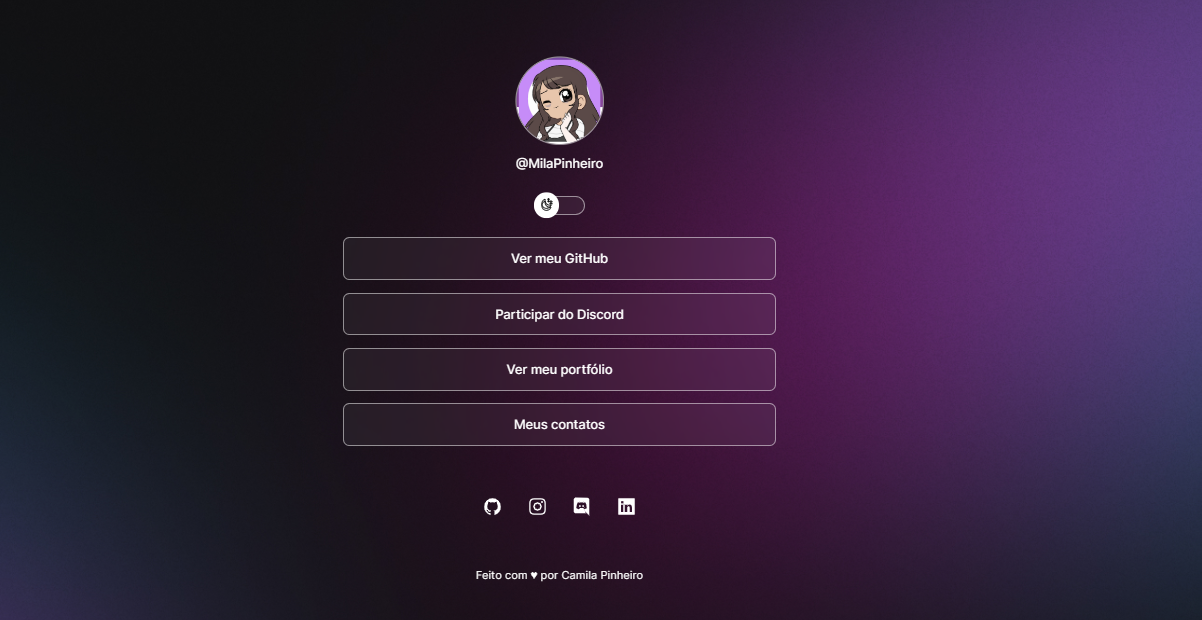 @MilaPinheiro
Ver meu GitHub
Participar do Discord
Ver meu portfólio
Meus contatos
Feito com ♥ por Camila Pinheiro